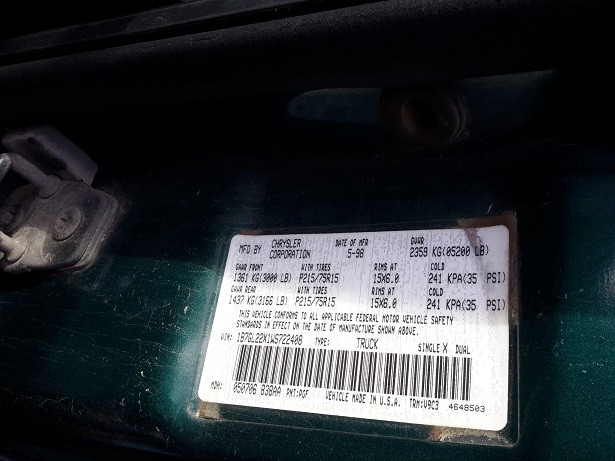 MFD BY CHRYSLER CORPORATION DATE OF MFR 5-98 GVWR 2359 KG(05200 LB)
GAWR FRONT WITH TIRES RIMS AT COLD
1361 KG(3000 LB) P215/75R15 15X6.0 241 KPA(35 PSI)
GAWR REAR WITH TIRES RIMS AT COLD
1437 KG(3166 LB) P215/75R15 15X6.0 241 KPA(35 PSI)
THIS VEHICLE CONFORMS TO ALL APPLICABLE FEDERAL MOTOR VEHICLE SAFETY
STANDARDS IN EFFECT ON THE DATE OF MANUFACTURE SHOWN ABOVE.
VIN: 1B7GL22X1WS722408 TYPE: TRUCK SINGLE X DUAL
MDH: 050706 838AA PNT:PGF VEHICLE MADE IN U.S.A. TRM:V9C3 4648503